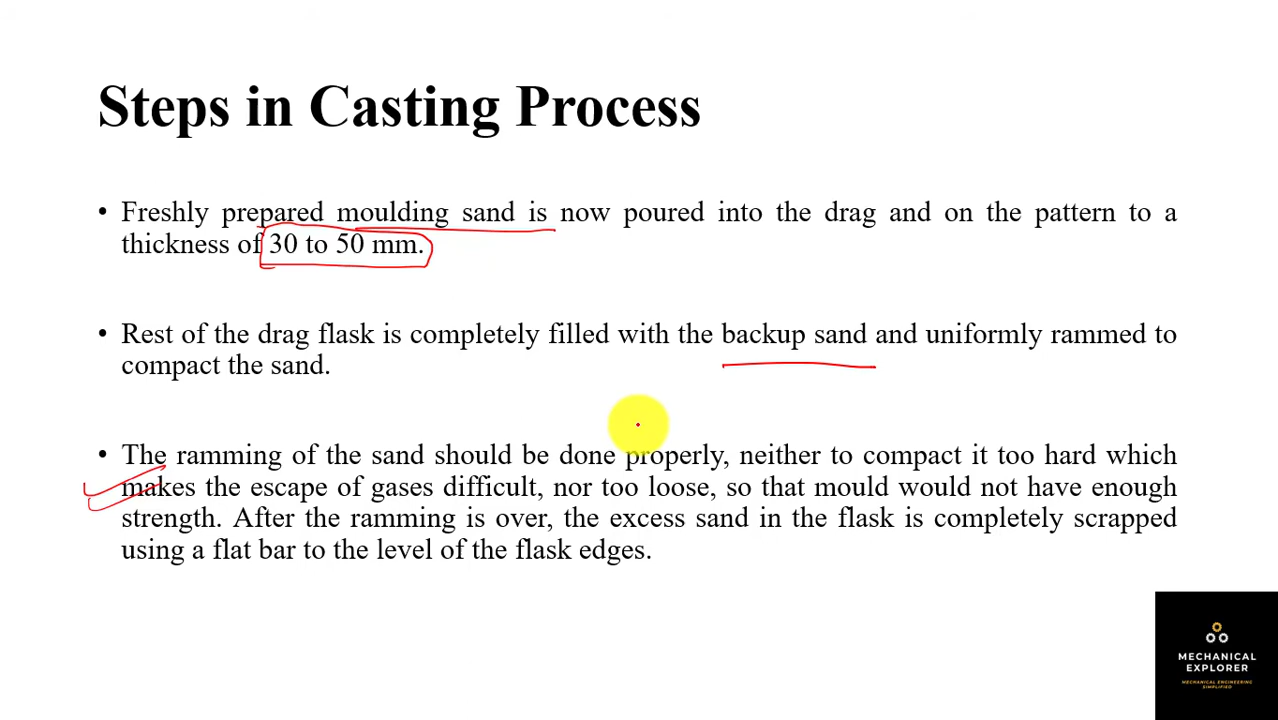 Steps in Casting Process
• Freshly prepared moulding sand is now poured into the drag and on the pattern to a
thickness of 30 to 50 mm.
• Rest of the drag flask is completely filled with the backup sand and uniformly rammed to
compact the sand.
• The ramming of the sand should be done properly, neither to compact it too hard which
makes the escape of gases difficult, nor too loose, so that mould would not have enough
strength. After the ramming is over, the excess sand in the flask is completely scrapped
using a flat bar to the level of the flask edges.
MECHANICAL
EXPLORER
MECHANICAL ENGINEERING
SIMPLIFIED